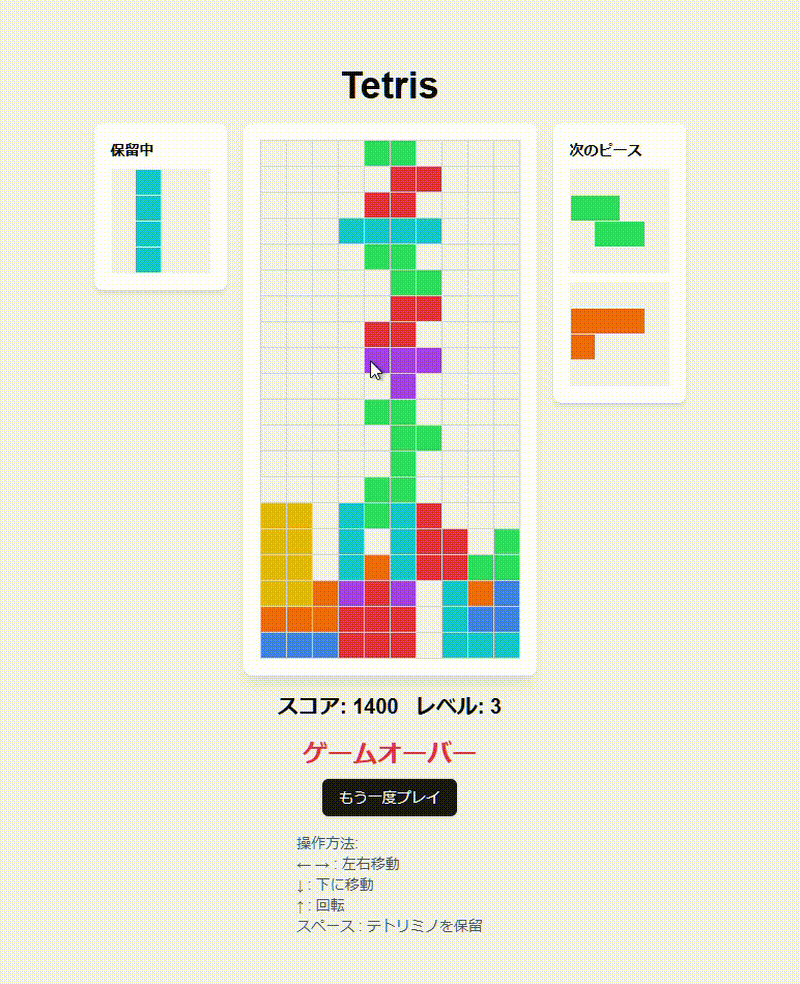 Tetris
保留中
次のピース
スコア: 1400 レベル: 3
ゲームオーバー
もう一度プレイ
操作方法:
←→ : 左右移動
↓ : 下に移動
↑ : 回転
スペース : テトリミノを保留